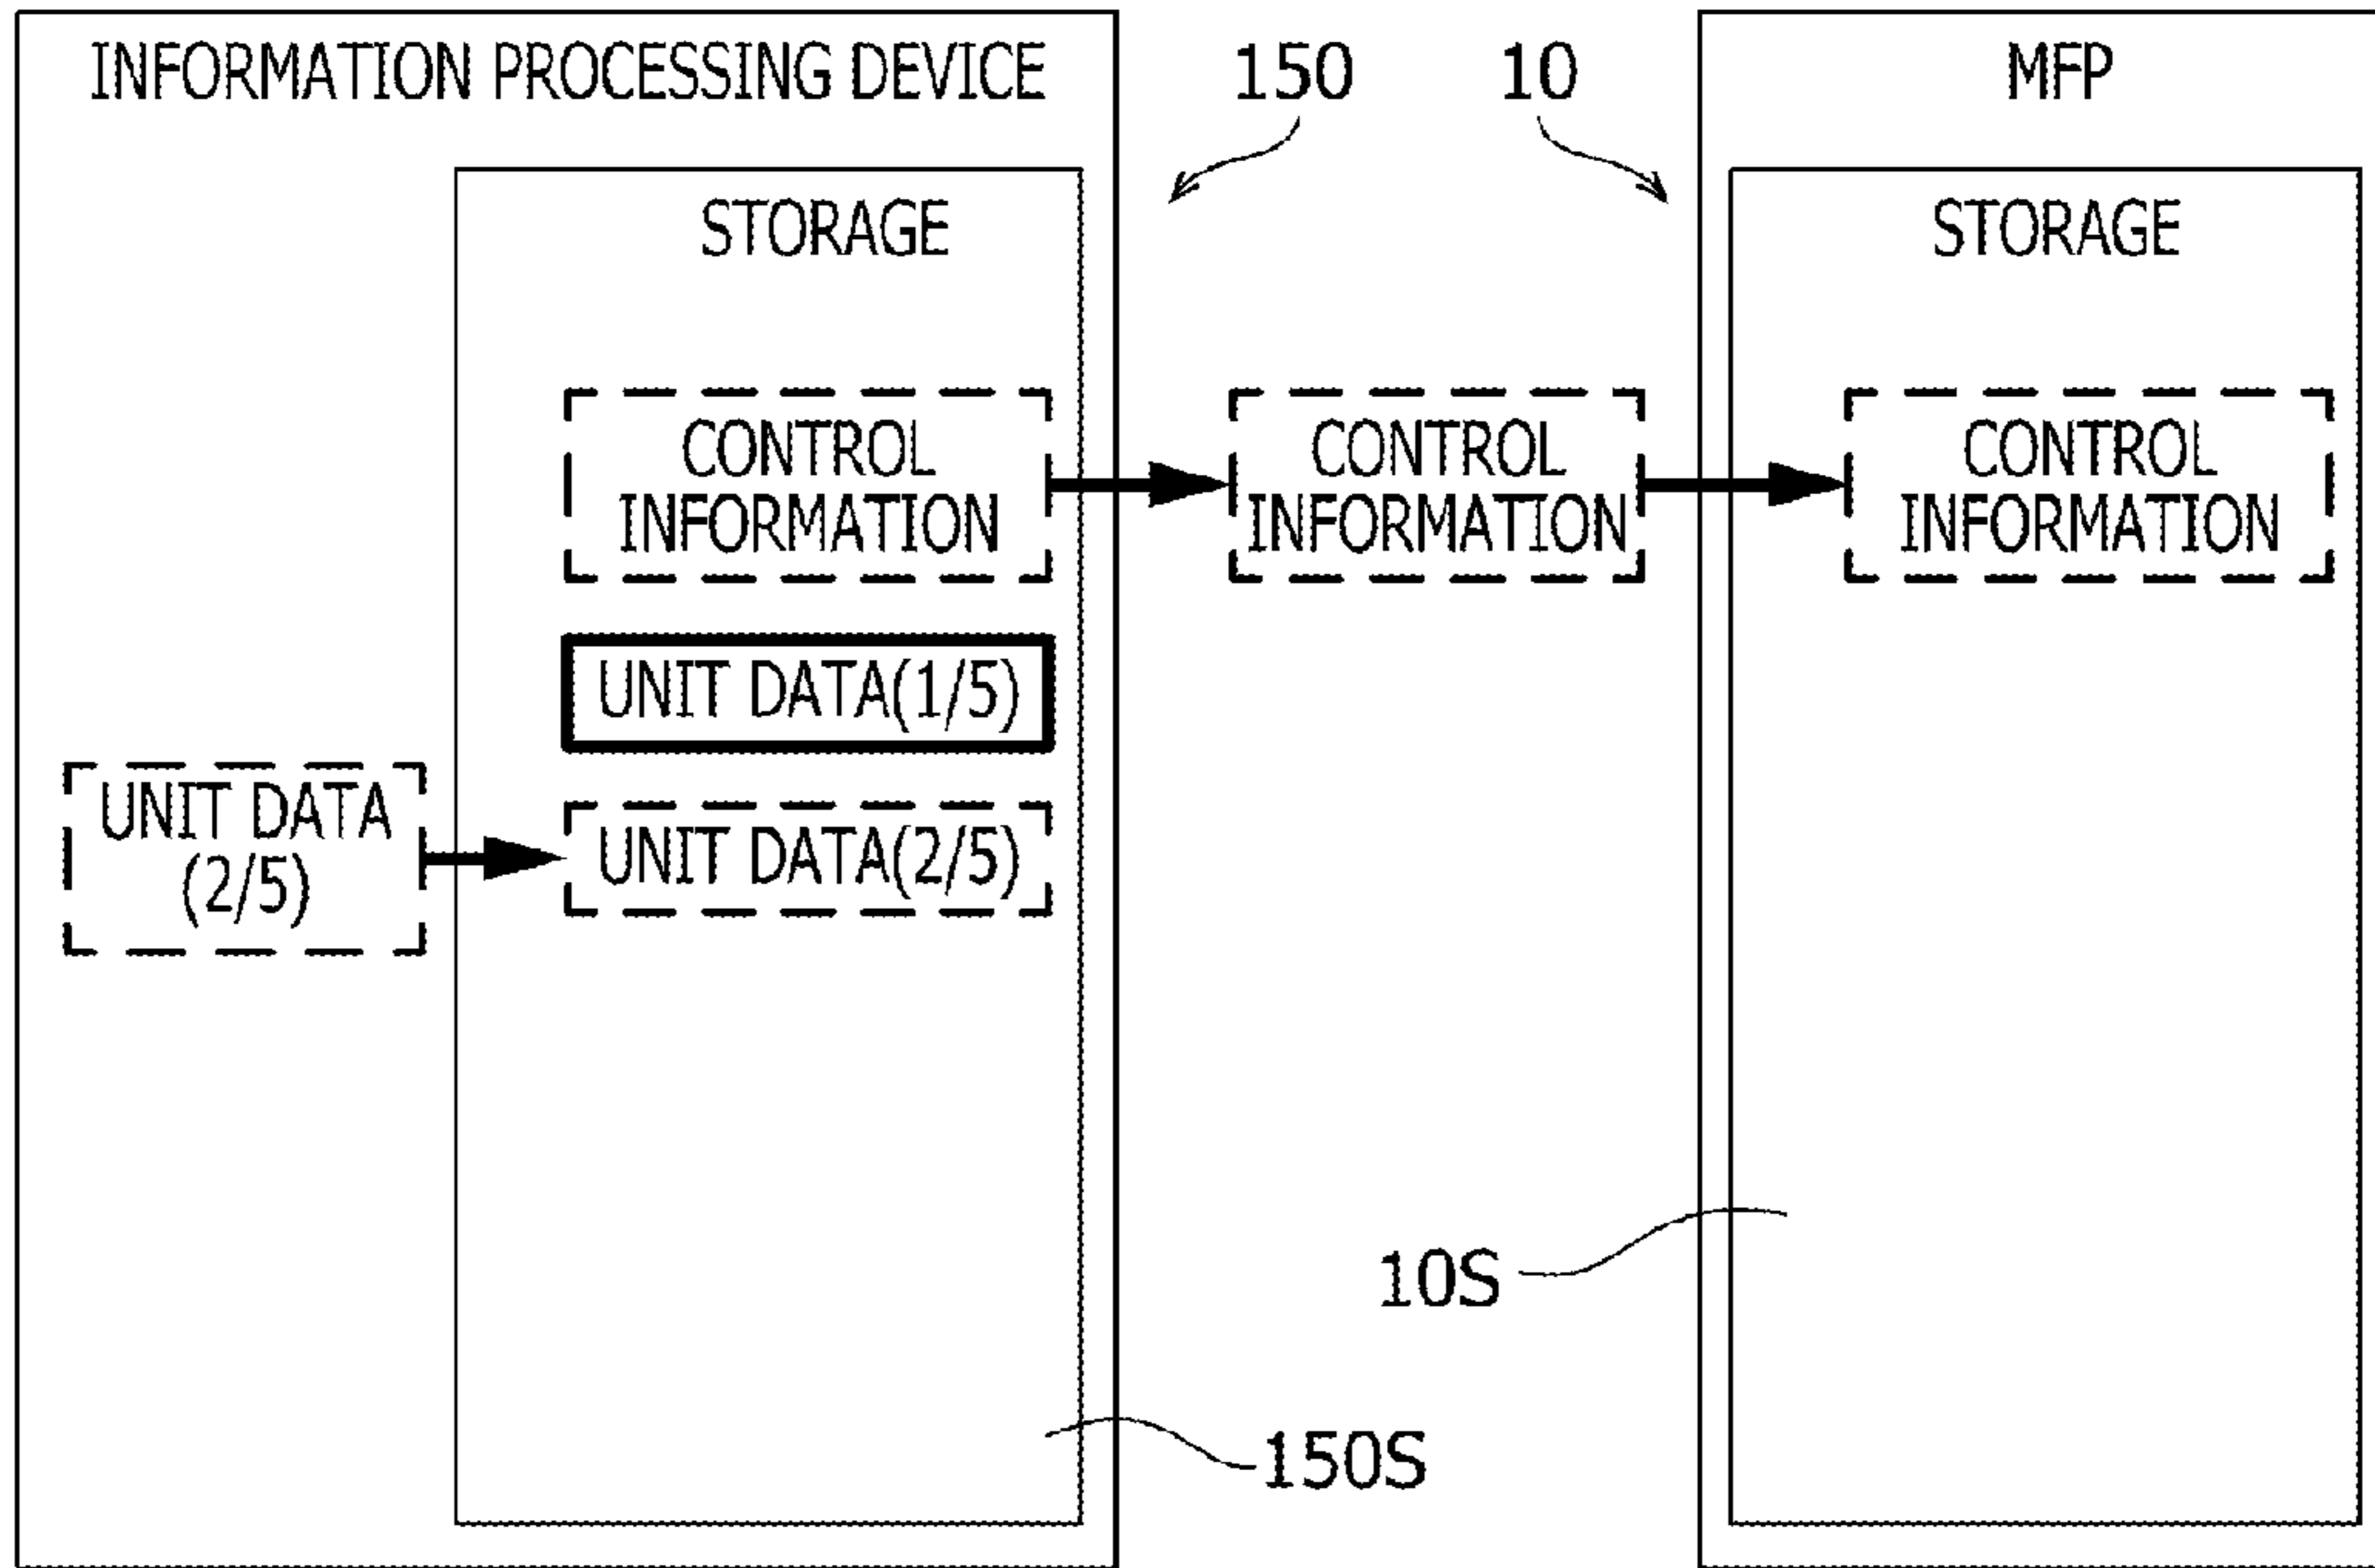 INFORMATION PROCESSING DEVICE
150
10
MFP
STORAGE
STORAGE
CONTROL
INFORMATION
CONTROL
INFORMATION
CONTROL
INFORMATION
UNIT DATA(1/5)
UNIT DATA
(2/5)
UNIT DATA(2/5)
10S
150S